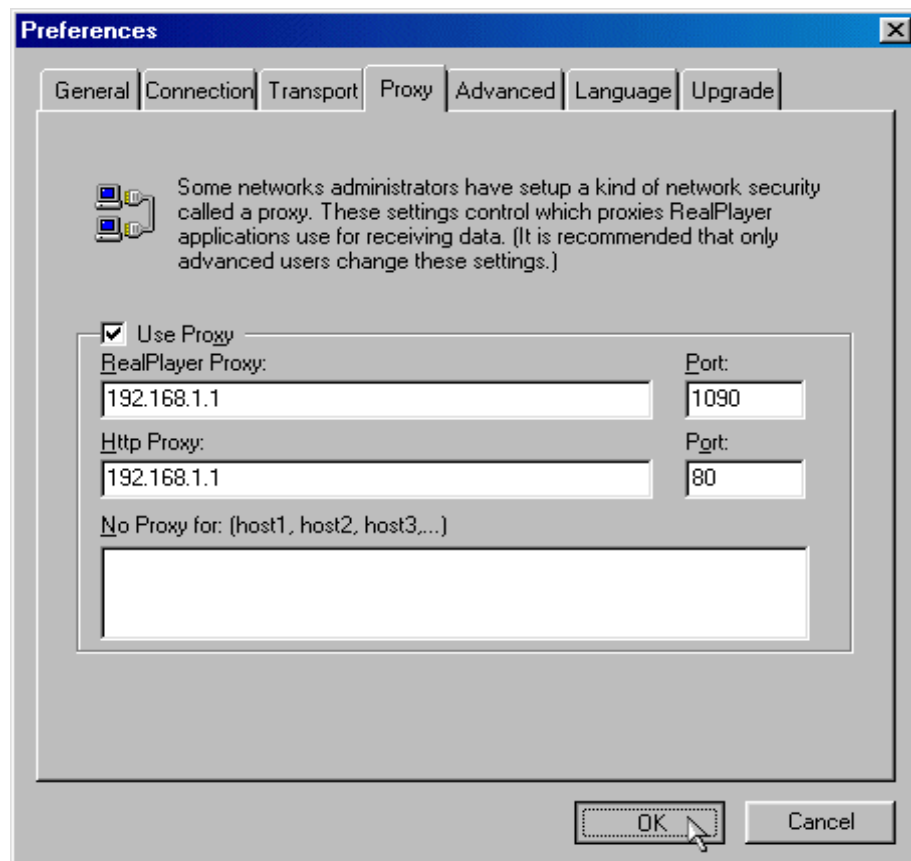 Preferences
General Connection Transport Proxy Advanced Language Upgrade
Some networks administrators have setup a kind of network security
called a proxy. These settings control which proxies RealPlayer
applications use for receiving data. (It is recommended that only
advanced users change these settings.)
Use Proxy
RealPlayer Proxy: Port:
192.168.1.1 1090
Http Proxy: Port:
192.168.1.1 80
No Proxy for: (host1, host2, host3,...)
OK Cancel